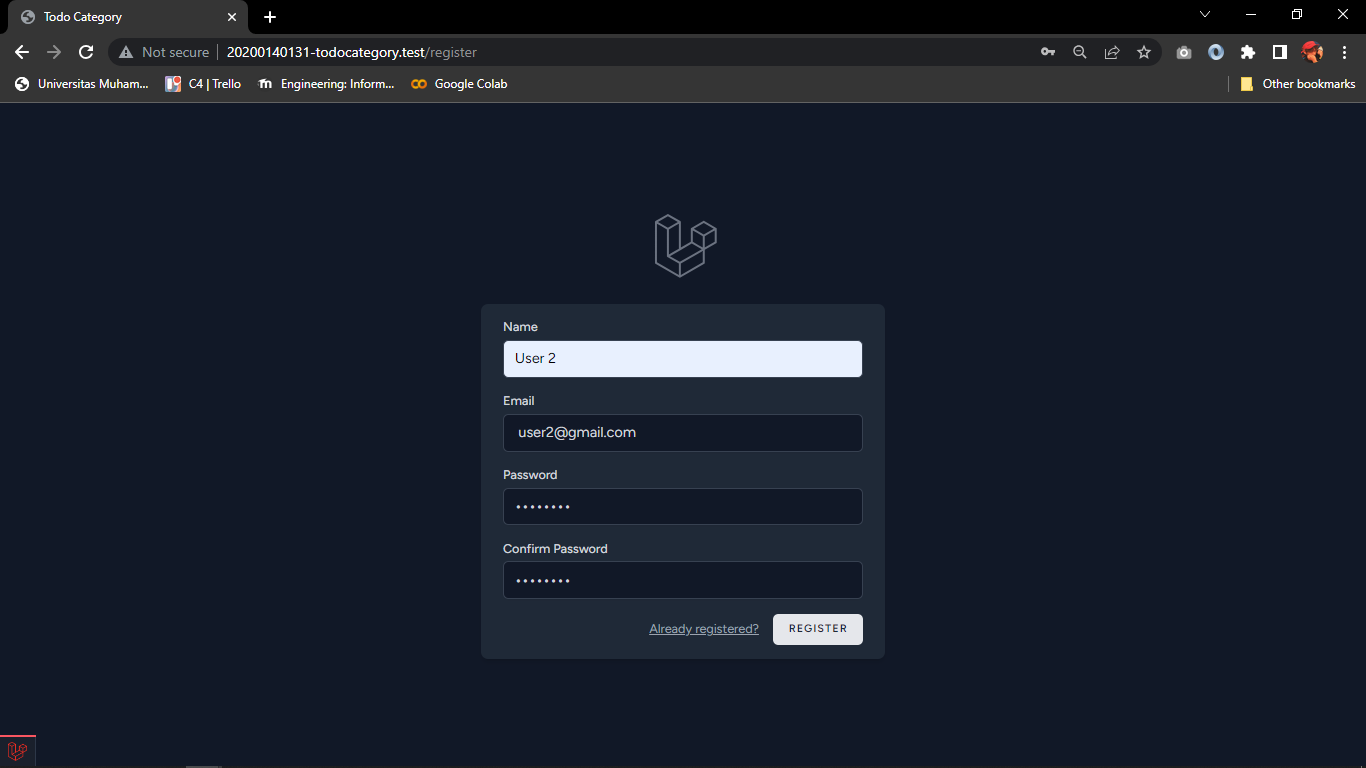 Todo Category
Not secure 20200140131-todocategory.test/register
Universitas Muham... C4 | Trello Engineering: Inform... Google Colab Other bookmarks
Name
User 2
Email
user2@gmail.com
Password
••••••••
Confirm Password
••••••••
Already registered? REGISTER